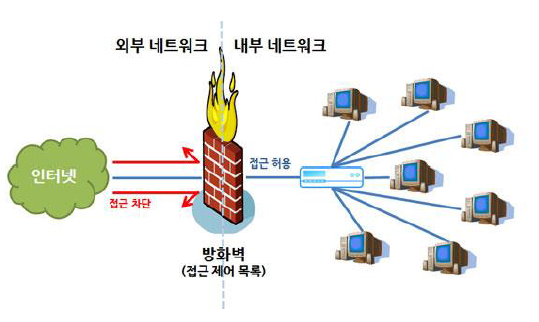 외부 네트워크 내부 네트워크
인터넷
접근 허용
접근 차단
방화벽
(접근 제어 목록)